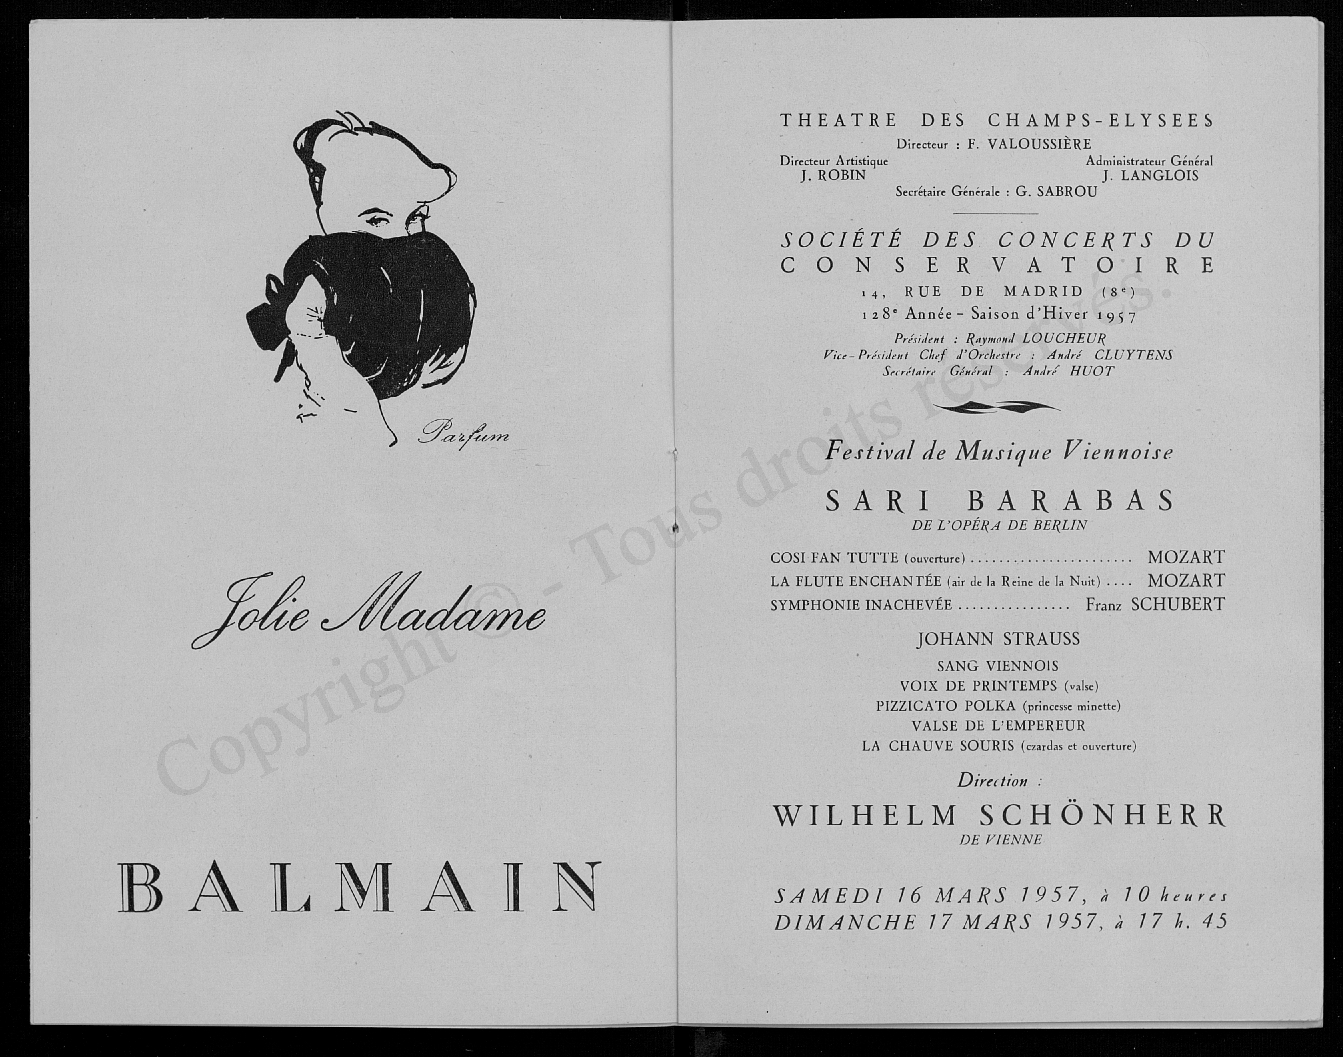 Parfum
Jolie Madame
BALMAIN
THEATRE DES CHAMPS-ELYSEES
Directeur : F. VALOUSSIÈRE
Directeur Artistique Administrateur Général
J. ROBIN J. LANGLOIS
Secrétaire Générale : G. SABROU
SOCIÉTÉ DES CONCERTS DU
CONSERVATOIRE
14, RUE DE MADRID (8e)
128e Année - Saison d'Hiver 1957
Président : Raymond LOUCHEUR
Vice-Président Chef d'Orchestre : André CLUYTENS
Secrétaire Général : André HUOT
Festival de Musique Viennoise
SARI BARABAS
DE L'OPÉRA DE BERLIN
COSI FAN TUTTE (ouverture) ....................... MOZART
LA FLUTE ENCHANTÉE (air de la Reine de la Nuit) .... MOZART
SYMPHONIE INACHEVÉE ................ Franz SCHUBERT
JOHANN STRAUSS
SANG VIENNOIS
VOIX DE PRINTEMPS (valse)
PIZZICATO POLKA (princesse minette)
VALSE DE L'EMPEREUR
LA CHAUVE SOURIS (czardas et ouverture)
Direction :
WILHELM SCHÖNHERR
DE VIENNE
SAMEDI 16 MARS 1957, à 10 heures
DIMANCHE 17 MARS 1957, à 17 h. 45
Copyright © - Tous droits réservés.